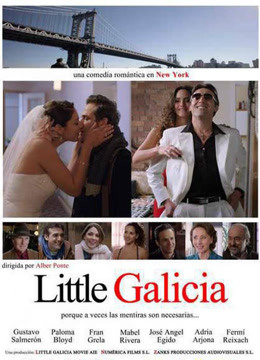 una comedia romántica en New York
dirigida por Alber Ponte
Little Galicia
porque a veces las mentiras son necesarias...
Gustavo Salmerón
Paloma Bloyd
Fran Grela
Mabel Rivera
José Angel Egido
Adria Arjona
Fermí Reixach
Una producción: LITTLE GALICIA MOVIE AIE NUMÉRICA FILMS S.L. ZANKS PRODUCCIONES AUDIOVISUALES S.L.